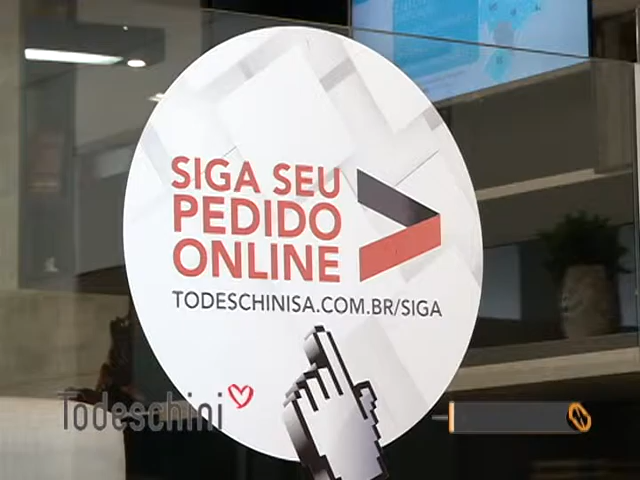 SIGA SEU
PEDIDO
ONLINE
TODESCHINISA.COM.BR/SIGA
Todeschini